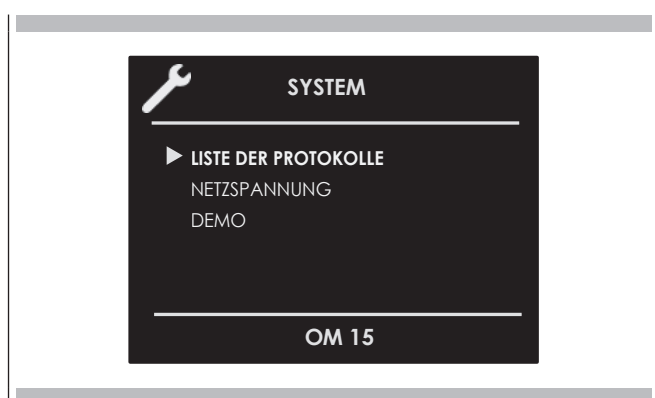 SYSTEM
LISTE DER PROTOKOLLE
NETZSPANNUNG
DEMO
OM 15